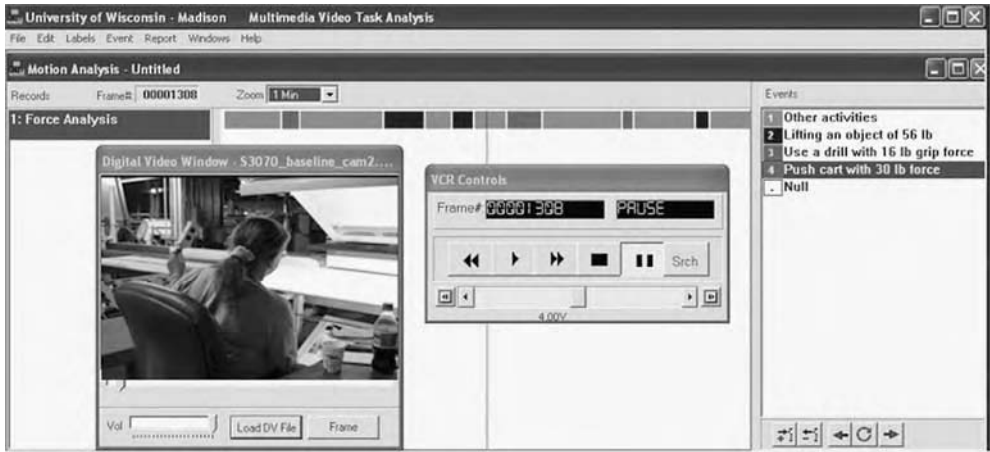 University of Wisconsin - Madison Multimedia Video Task Analysis
File Edit Labels Event Report Windows Help
Motion Analysis - Untitled
Records Frame# 00001308 Zoom 1 Min
Events
1: Force Analysis
1 Other activities
2 Lifting an object of 56 lb
3 Use a drill with 16 lb grip force
4 Push cart with 30 lb force
. Null
Digital Video Window - S3070_baseline_cam2....
VCR Controls
Frame# 00001308 PAUSE
Srch
4.00V
Vol Load DV File Frame